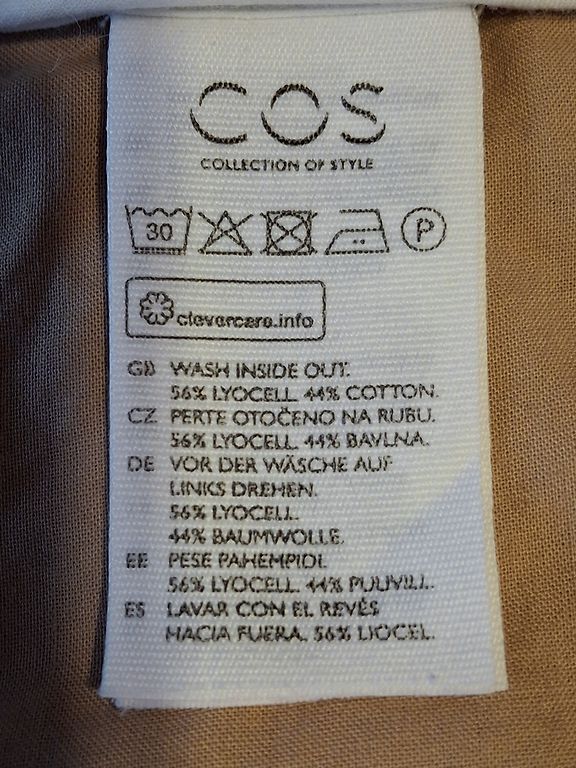 COS
COLLECTION OF STYLE
30
P
clevercare.info
GB WASH INSIDE OUT.
56% LYOCELL. 44% COTTON.
CZ PERTE OTOČENO NA RUBU.
56% LYOCELL. 44% BAVLNA.
DE VOR DER WÄSCHE AUF
LINKS DREHEN.
56% LYOCELL.
44% BAUMWOLLE.
EE PESE PAHEMPIDI.
56% LYOCELL. 44% PUUVILL.
ES LAVAR CON EL REVÉS
HACIA FUERA. 56% LIOCEL.